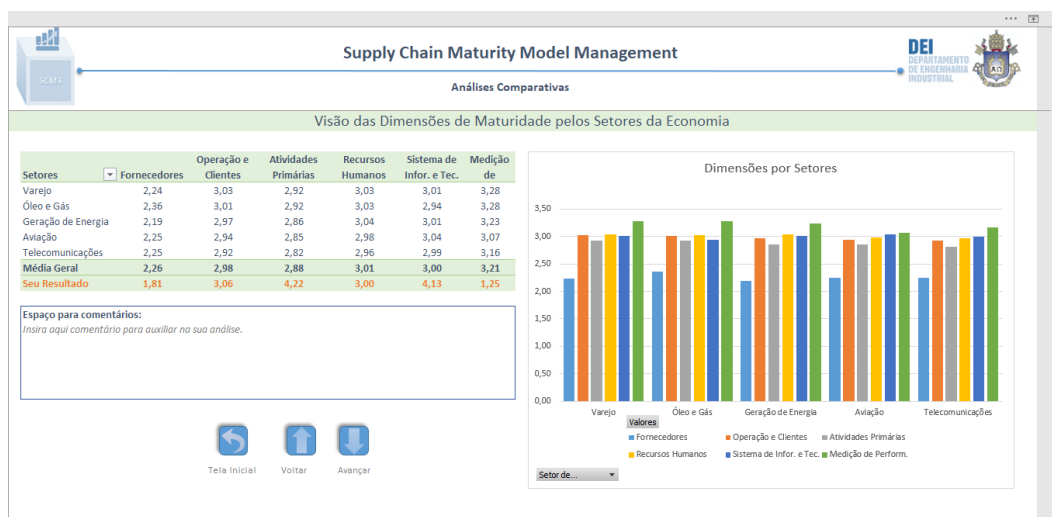 Supply Chain Maturity Model Management
SCM3
Análises Comparativas
DEI
DEPARTAMENTO
DE ENGENHARIA
INDUSTRIAL
ΑΩ
Visão das Dimensões de Maturidade pelos Setores da Economia
Setores Fornecedores Operação e Clientes Atividades Primárias Recursos Humanos Sistema de Infor. e Tec. Medição de
Varejo 2,24 3,03 2,92 3,03 3,01 3,28
Óleo e Gás 2,36 3,01 2,92 3,03 2,94 3,28
Geração de Energia 2,19 2,97 2,86 3,04 3,01 3,23
Aviação 2,25 2,94 2,85 2,98 3,04 3,07
Telecomunicações 2,25 2,92 2,82 2,96 2,99 3,16
Média Geral 2,26 2,98 2,88 3,01 3,00 3,21
Seu Resultado 1,81 3,06 4,22 3,00 4,13 1,25
Espaço para comentários:
Insira aqui comentário para auxiliar na sua análise.
Tela Inicial Voltar Avançar
Dimensões por Setores
3,50
3,00
2,50
2,00
1,50
1,00
0,50
0,00
Varejo Óleo e Gás Geração de Energia Aviação Telecomunicações
Valores
Fornecedores Operação e Clientes Atividades Primárias
Recursos Humanos Sistema de Infor. e Tec. Medição de Perform.
Setor de...